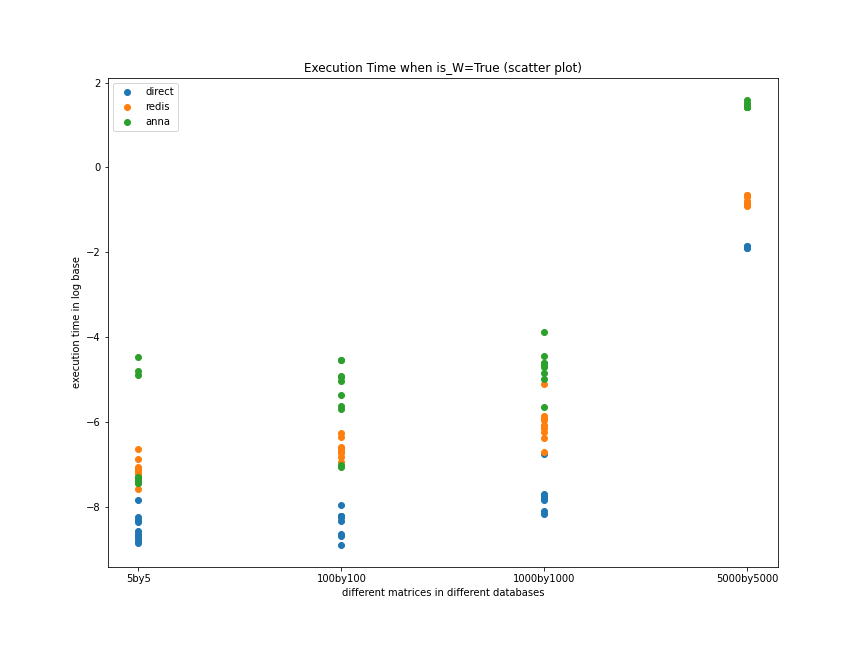 Execution Time when is_W=True (scatter plot)
direct
redis
anna
2
0
−2
−4
−6
−8
execution time in log base
5by5
100by100
1000by1000
5000by5000
different matrices in different databases